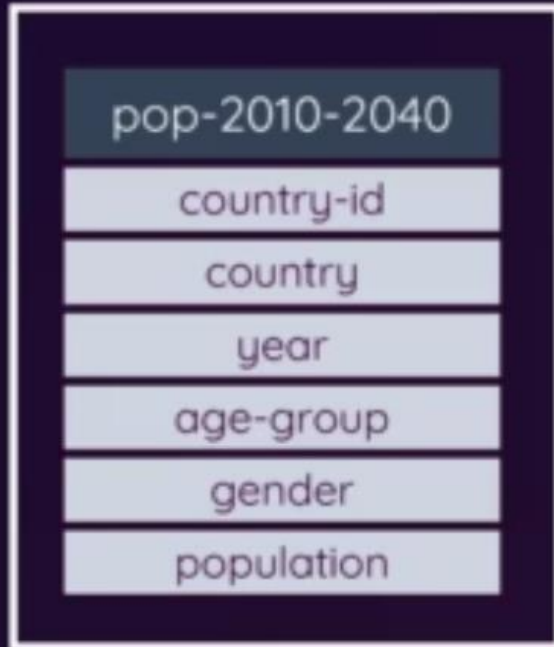 pop-2010-2040
country-id
country
year
age-group
gender
population